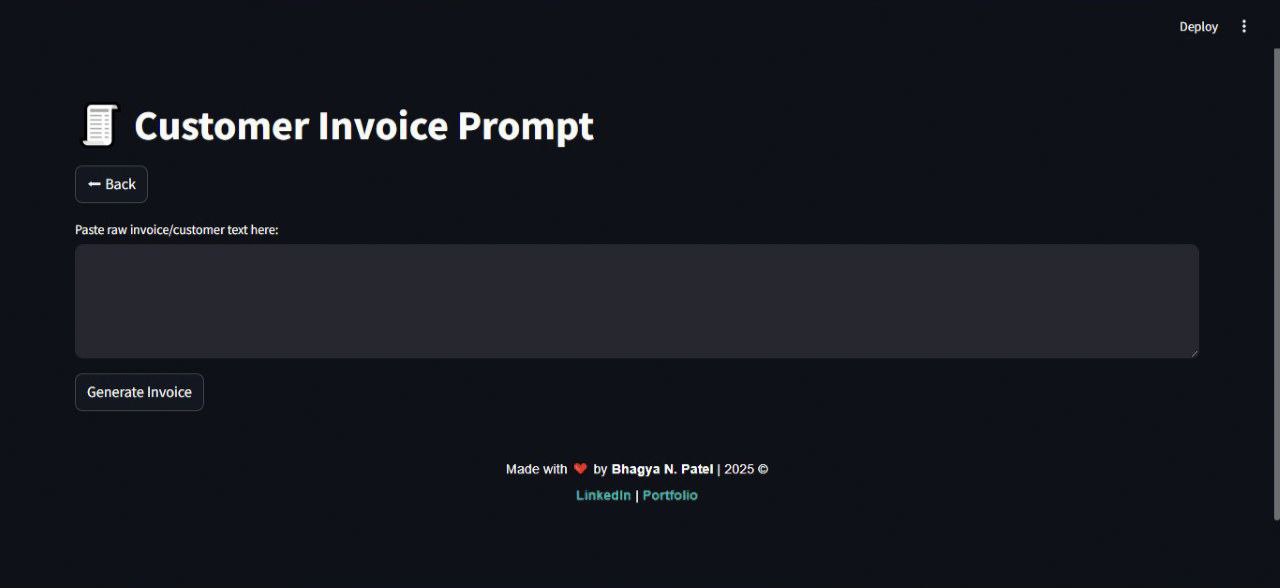 Deploy
Customer Invoice Prompt
⬅ Back
Paste raw invoice/customer text here:
Generate Invoice
Made with ❤️ by Bhagya N. Patel | 2025 ©
LinkedIn | Portfolio